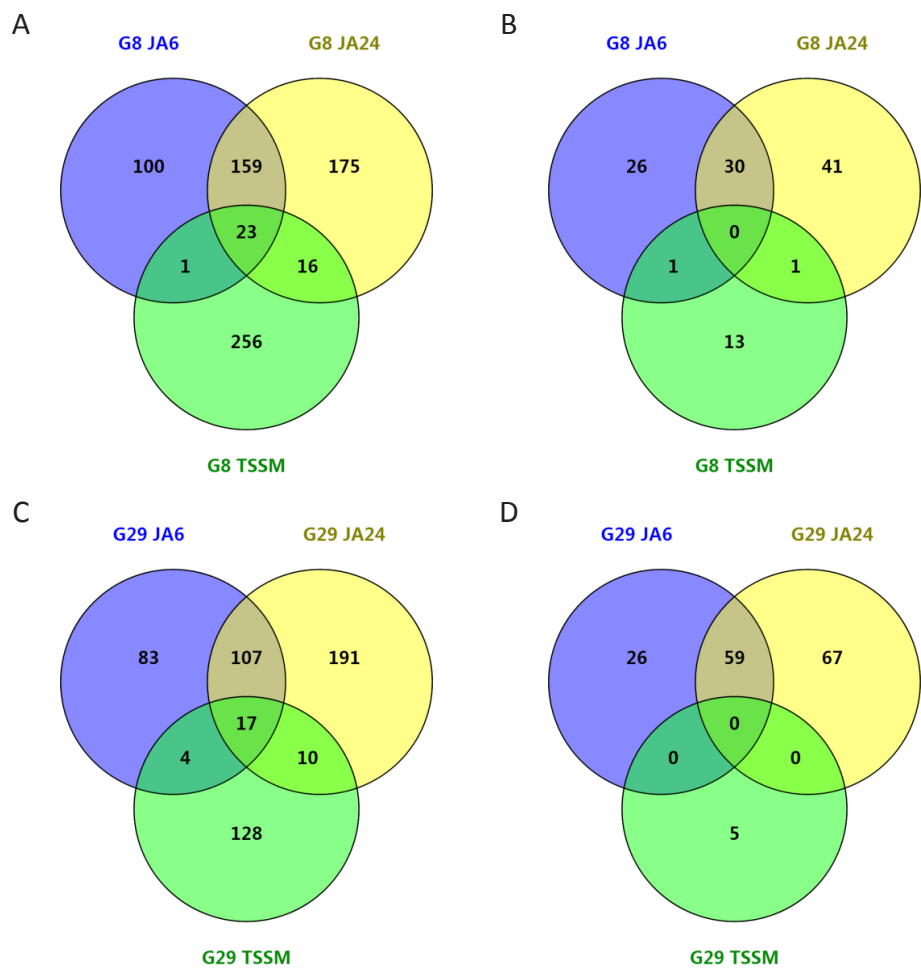 A B
G8 JA6 G8 JA24 G8 JA6 G8 JA24
100 159 175 26 30 41
23 0
1 16 1 1
256 13
G8 TSSM G8 TSSM
C D
G29 JA6 G29 JA24 G29 JA6 G29 JA24
83 107 191 26 59 67
17 0
4 10 0 0
128 5
G29 TSSM G29 TSSM